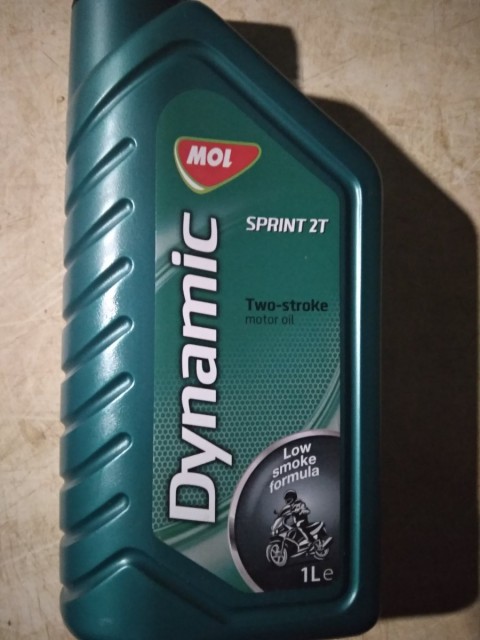 MOL
Dynamic
SPRINT 2T
Two-stroke
motor oil
Low
smoke
formula
1L e